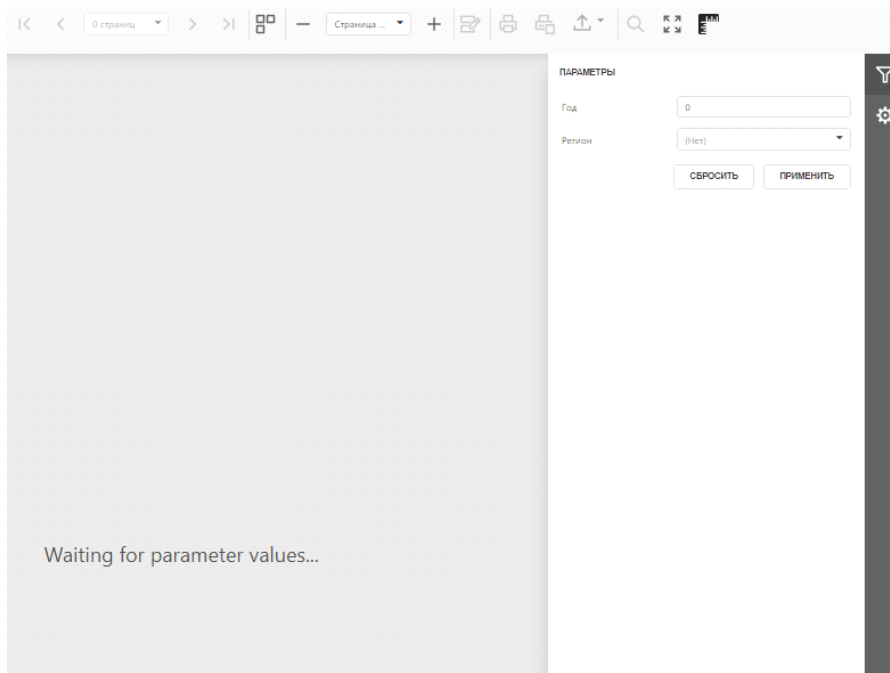 0 страниц
Страница ...
ПАРАМЕТРЫ
Год
0
Регион
(Нет)
СБРОСИТЬ
ПРИМЕНИТЬ
Waiting for parameter values...